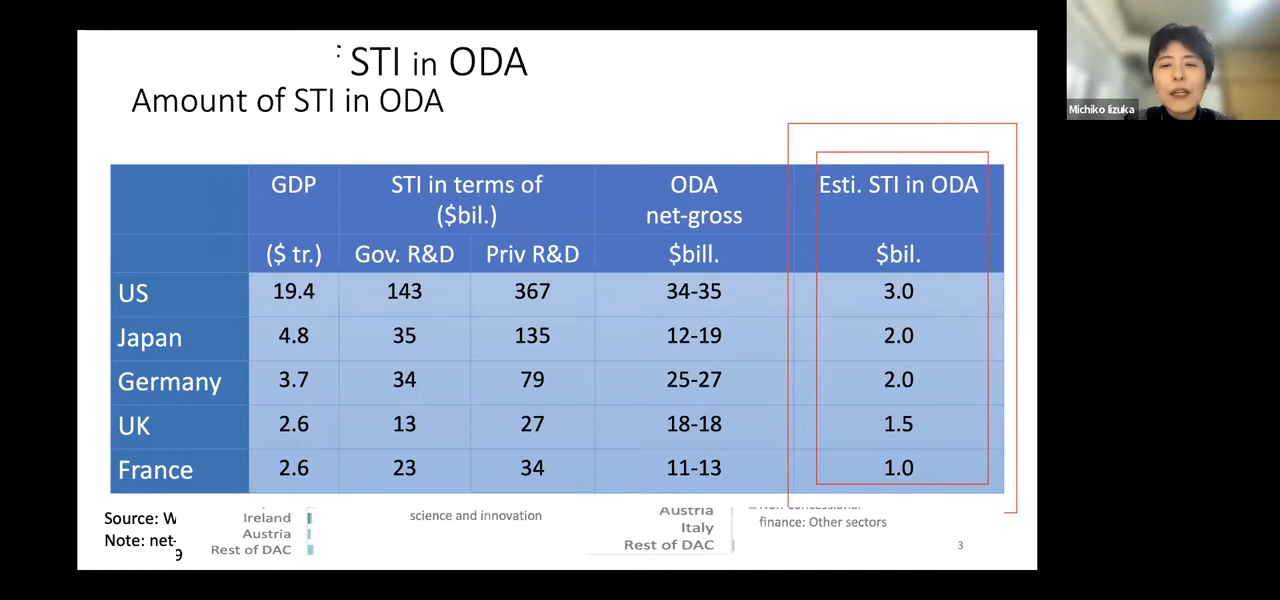 : STI in ODA
Amount of STI in ODA
Michiko Iizuka
GDP STI in terms of ODA Esti. STI in ODA
($bil.) net-gross
($ tr.) Gov. R&D Priv R&D $bill. $bil.
US 19.4 143 367 34-35 3.0
Japan 4.8 35 135 12-19 2.0
Germany 3.7 34 79 25-27 2.0
UK 2.6 13 27 18-18 1.5
France 2.6 23 34 11-13 1.0
Source: W
Note: net-
9
Ireland
Austria
Rest of DAC
science and innovation
Austria
Italy
Rest of DAC
finance: Other sectors
3